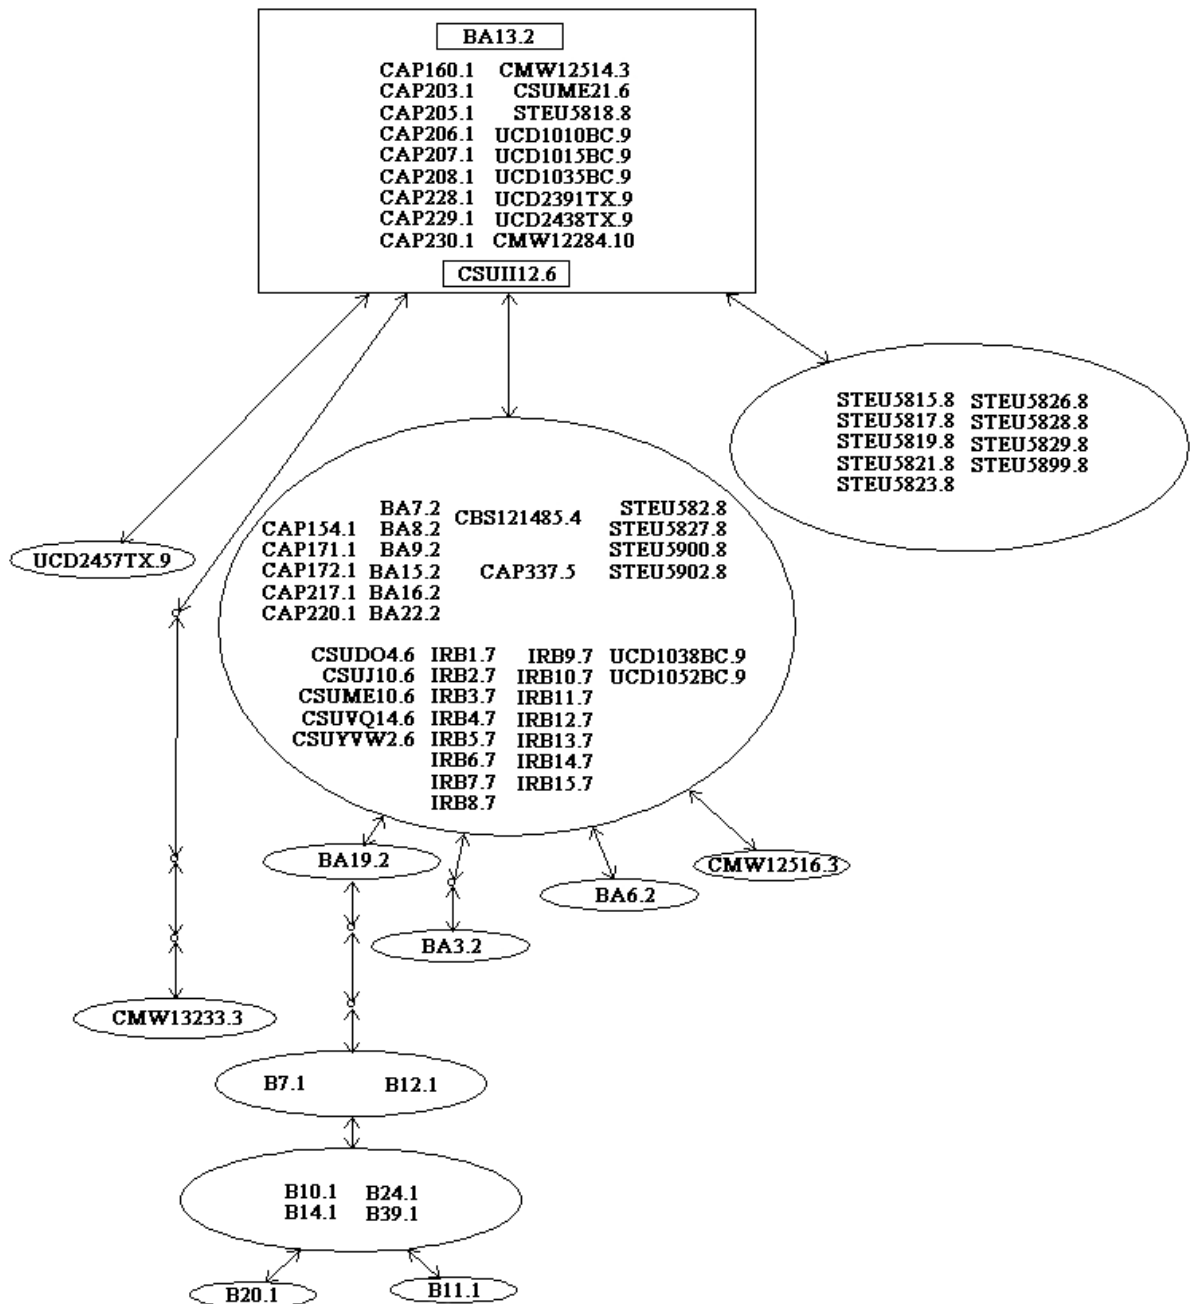 BA13.2
CAP160.1 CMW12514.3
CAP203.1 CSUME21.6
CAP205.1 STEU5818.8
CAP206.1 UCD1010BC.9
CAP207.1 UCD1015BC.9
CAP208.1 UCD1035BC.9
CAP228.1 UCD2391TX.9
CAP229.1 UCD2438TX.9
CAP230.1 CMW12284.10
CSUII12.6
STEU5815.8 STEU5826.8
STEU5817.8 STEU5828.8
STEU5819.8 STEU5829.8
STEU5821.8 STEU5899.8
STEU5823.8
UCD2457TX.9
BA7.2 CBS121485.4 STEU582.8
CAP154.1 BA8.2 STEU5827.8
CAP171.1 BA9.2 STEU5900.8
CAP172.1 BA15.2 CAP337.5 STEU5902.8
CAP217.1 BA16.2
CAP220.1 BA22.2
CSUDO4.6 IRB1.7 IRB9.7 UCD1038BC.9
CSUJ10.6 IRB2.7 IRB10.7 UCD1052BC.9
CSUME10.6 IRB3.7 IRB11.7
CSUVQ14.6 IRB4.7 IRB12.7
CSUYVW2.6 IRB5.7 IRB13.7
IRB6.7 IRB14.7
IRB7.7 IRB15.7
IRB8.7
BA19.2
CMW12516.3
BA6.2
BA3.2
CMW13233.3
B7.1 B12.1
B10.1 B24.1
B14.1 B39.1
B20.1
B11.1